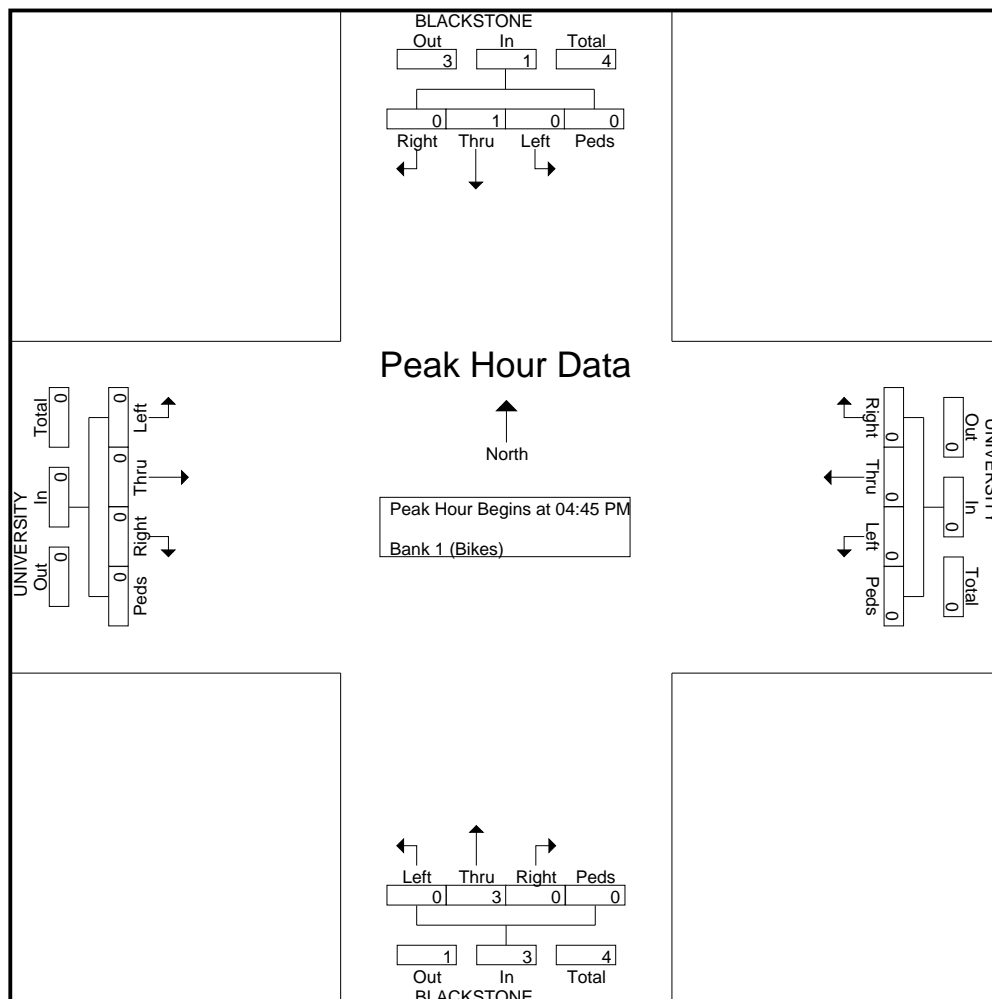 BLACKSTONE
Out In Total
3 1 4
0 1 0 0
Right Thru Left Peds
Peak Hour Data
North
Peak Hour Begins at 04:45 PM
Bank 1 (Bikes)
UNIVERSITY
Out In Total
0 0 0
Left Thru Right Peds
0 0 0 0
UNIVERSITY
Out In Total
0 0 0
Right Thru Left Peds
0 0 0 0
Left Thru Right Peds
0 3 0 0
1 3 4
Out In Total
BLACKSTONE